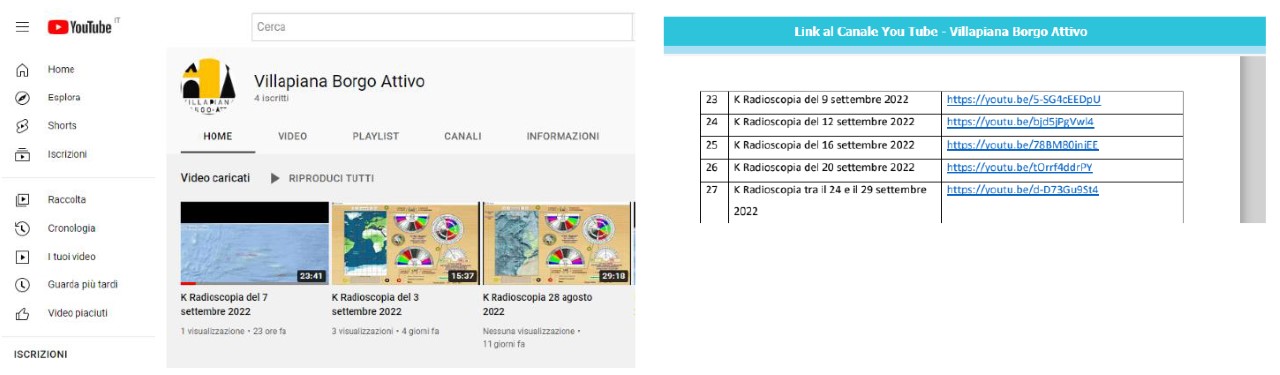 YouTube IT
Cerca
Home
Esplora
Shorts
Iscrizioni
Raccolta
Cronologia
I tuoi video
Guarda più tardi
Video piaciuti
ISCRIZIONI
VILLAPIANA
Villapiana Borgo Attivo
4 iscritti
HOME VIDEO PLAYLIST CANALI INFORMAZIONI
Video caricati RIPRODUCI TUTTI
23:41
15:37
29:18
K Radioscopia del 7
settembre 2022
1 visualizzazione • 23 ore fa
K Radioscopia del 3
settembre 2022
3 visualizzazioni • 4 giorni fa
K Radioscopia 28 agosto
2022
Nessuna visualizzazione •
11 giorni fa
Link al Canale You Tube - Villapiana Borgo Attivo
23 K Radioscopia del 9 settembre 2022 https://youtu.be/5-SG4cEEDpU
24 K Radioscopia del 12 settembre 2022 https://youtu.be/bjd5jPgVwl4
25 K Radioscopia del 16 settembre 2022 https://youtu.be/78BM80jnjEE
26 K Radioscopia del 20 settembre 2022 https://youtu.be/tOrrf4ddrPY
27 K Radioscopia tra il 24 e il 29 settembre https://youtu.be/d-D73Gu9St4
2022